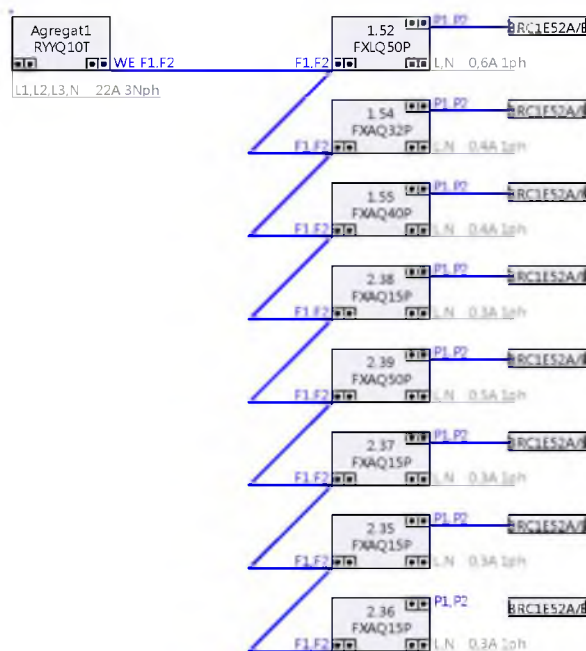 Agregat1
RYYQ10T
WE F1,F2
L1,L2,L3,N 22A 3Nph
1.52 P1, P2 BRC1E52A/B
FXLQ50P
F1,F2 L,N 0,6A 1ph
1.54 P1, P2 BRC1E52A/B
FXAQ32P
F1,F2 L,N 0,4A 1ph
1.55 P1, P2 BRC1E52A/B
FXAQ40P
F1,F2 L,N 0,4A 1ph
2.38 P1, P2 BRC1E52A/B
FXAQ15P
F1,F2 L,N 0,3A 1ph
2.39 P1, P2 BRC1E52A/B
FXAQ50P
F1,F2 L,N 0,5A 1ph
2.37 P1, P2 BRC1E52A/B
FXAQ15P
F1,F2 L,N 0,3A 1ph
2.35 P1, P2 BRC1E52A/B
FXAQ15P
F1,F2 L,N 0,3A 1ph
2.36 P1, P2 BRC1E52A/B
FXAQ15P
F1,F2 L,N 0,3A 1ph